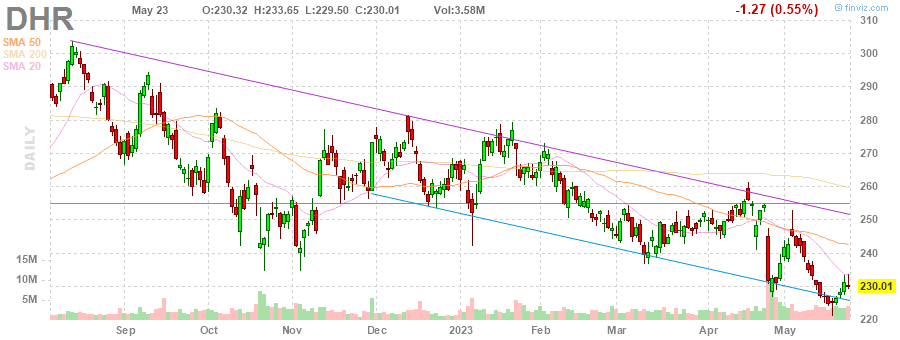 DHR
May 23 O:230.32 H:233.65 L:229.50 C:230.01 Vol:3.58M -1.27 (0.55%)
© finviz.com
SMA 50
SMA 200
SMA 20
DAILY
310
300
290
280
270
260
250
240
230.01
220
15M
10M
5M
Sep Oct Nov Dec 2023 Feb Mar Apr May